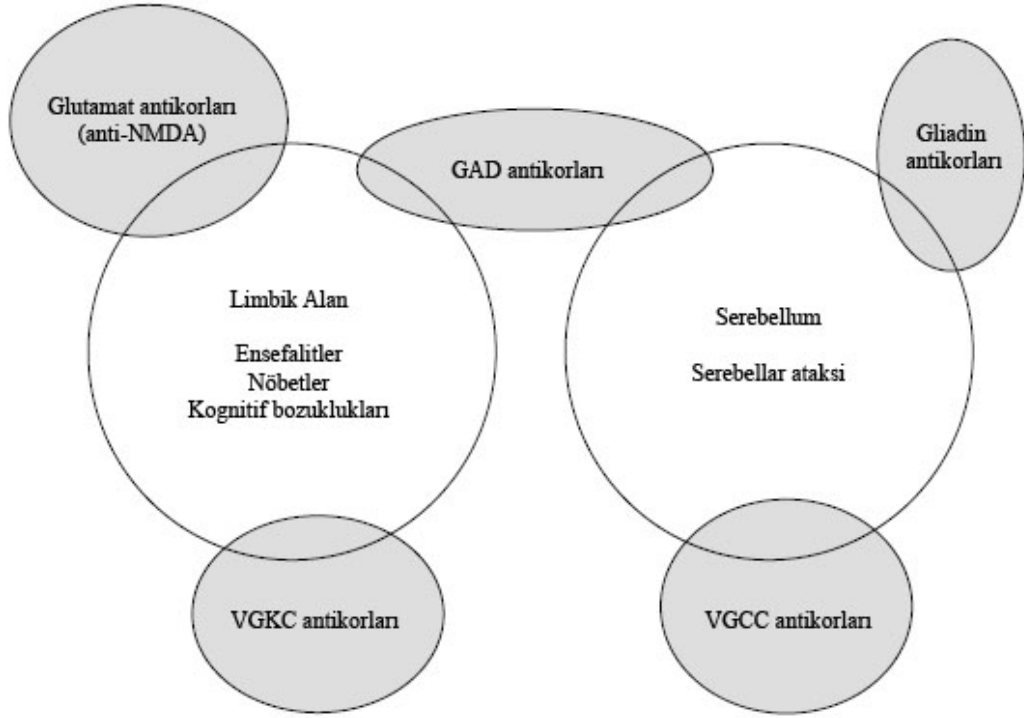 Glutamat antikorları
(anti-NMDA)
GAD antikorları
Gliadin
antikorları
Limbik Alan
Ensefalitler
Nöbetler
Kognitif bozuklukları
Serebellum
Serebellar ataksi
VGKC antikorları
VGCC antikorları